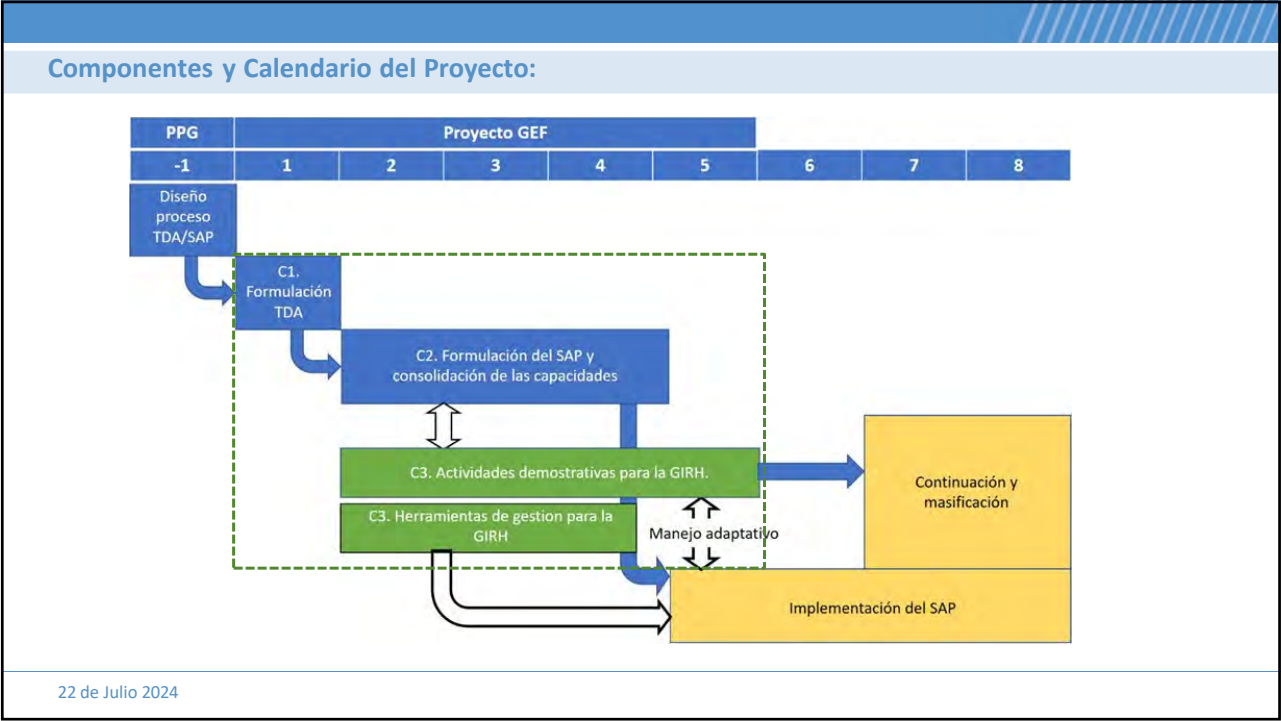 Componentes y Calendario del Proyecto:
PPG
Proyecto GEF
-1
1
2
3
4
5
6
7
8
Diseño
proceso
TDA/SAP
C1.
Formulación
TDA
C2. Formulación del SAP y
consolidación de las capacidades
C3. Actividades demostrativas para la GIRH.
C3. Herramientas de gestion para la
GIRH
Manejo adaptativo
Continuación y
masificación
Implementación del SAP
22 de Julio 2024